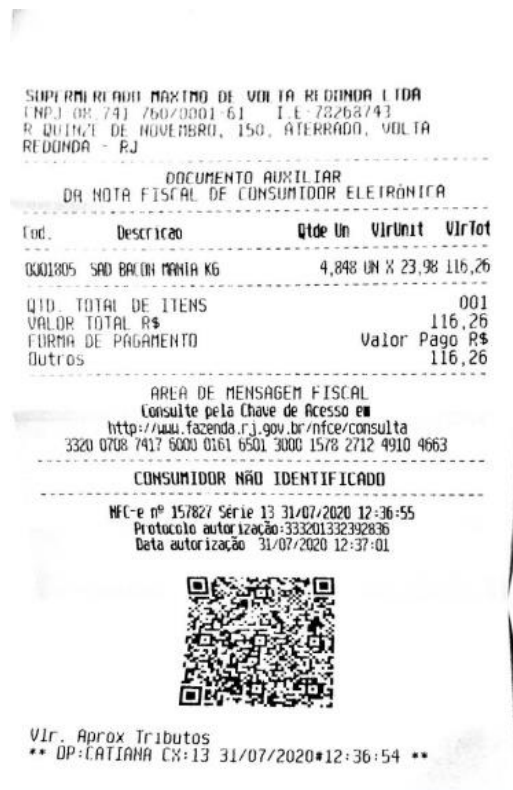 SUPERMERCADO MAXIMO DE VOLTA REDONDA LTDA
CNPJ 08.741 760/0001-61 I.E-78268743
R QUINZE DE NOVEMBRO, 150, ATERRADO, VOLTA
REDONDA - RJ
DOCUMENTO AUXILIAR
DA NOTA FISCAL DE CONSUMIDOR ELETRÔNICA
Cod. Descricao Qtde Un VlrUnit VlrTot
0001805 SAD BACON MANTA KG 4,848 UN X 23,98 116,26
QTD. TOTAL DE ITENS 001
VALOR TOTAL R$ 116,26
FORMA DE PAGAMENTO Valor Pago R$
Outros 116,26
AREA DE MENSAGEM FISCAL
Consulte pela Chave de Acesso em
http://www.fazenda.rj.gov.br/nfce/consulta
3320 0708 7417 6000 0161 6501 3000 1578 2712 4910 4663
CONSUMIDOR NÃO IDENTIFICADO
NFC-e nº 157827 Série 13 31/07/2020 12:36:55
Protocolo autorização:333201332392836
Data autorização 31/07/2020 12:37:01
Vlr. Aprox Tributos
** OP:CATIANA CX:13 31/07/2020#12:36:54 **